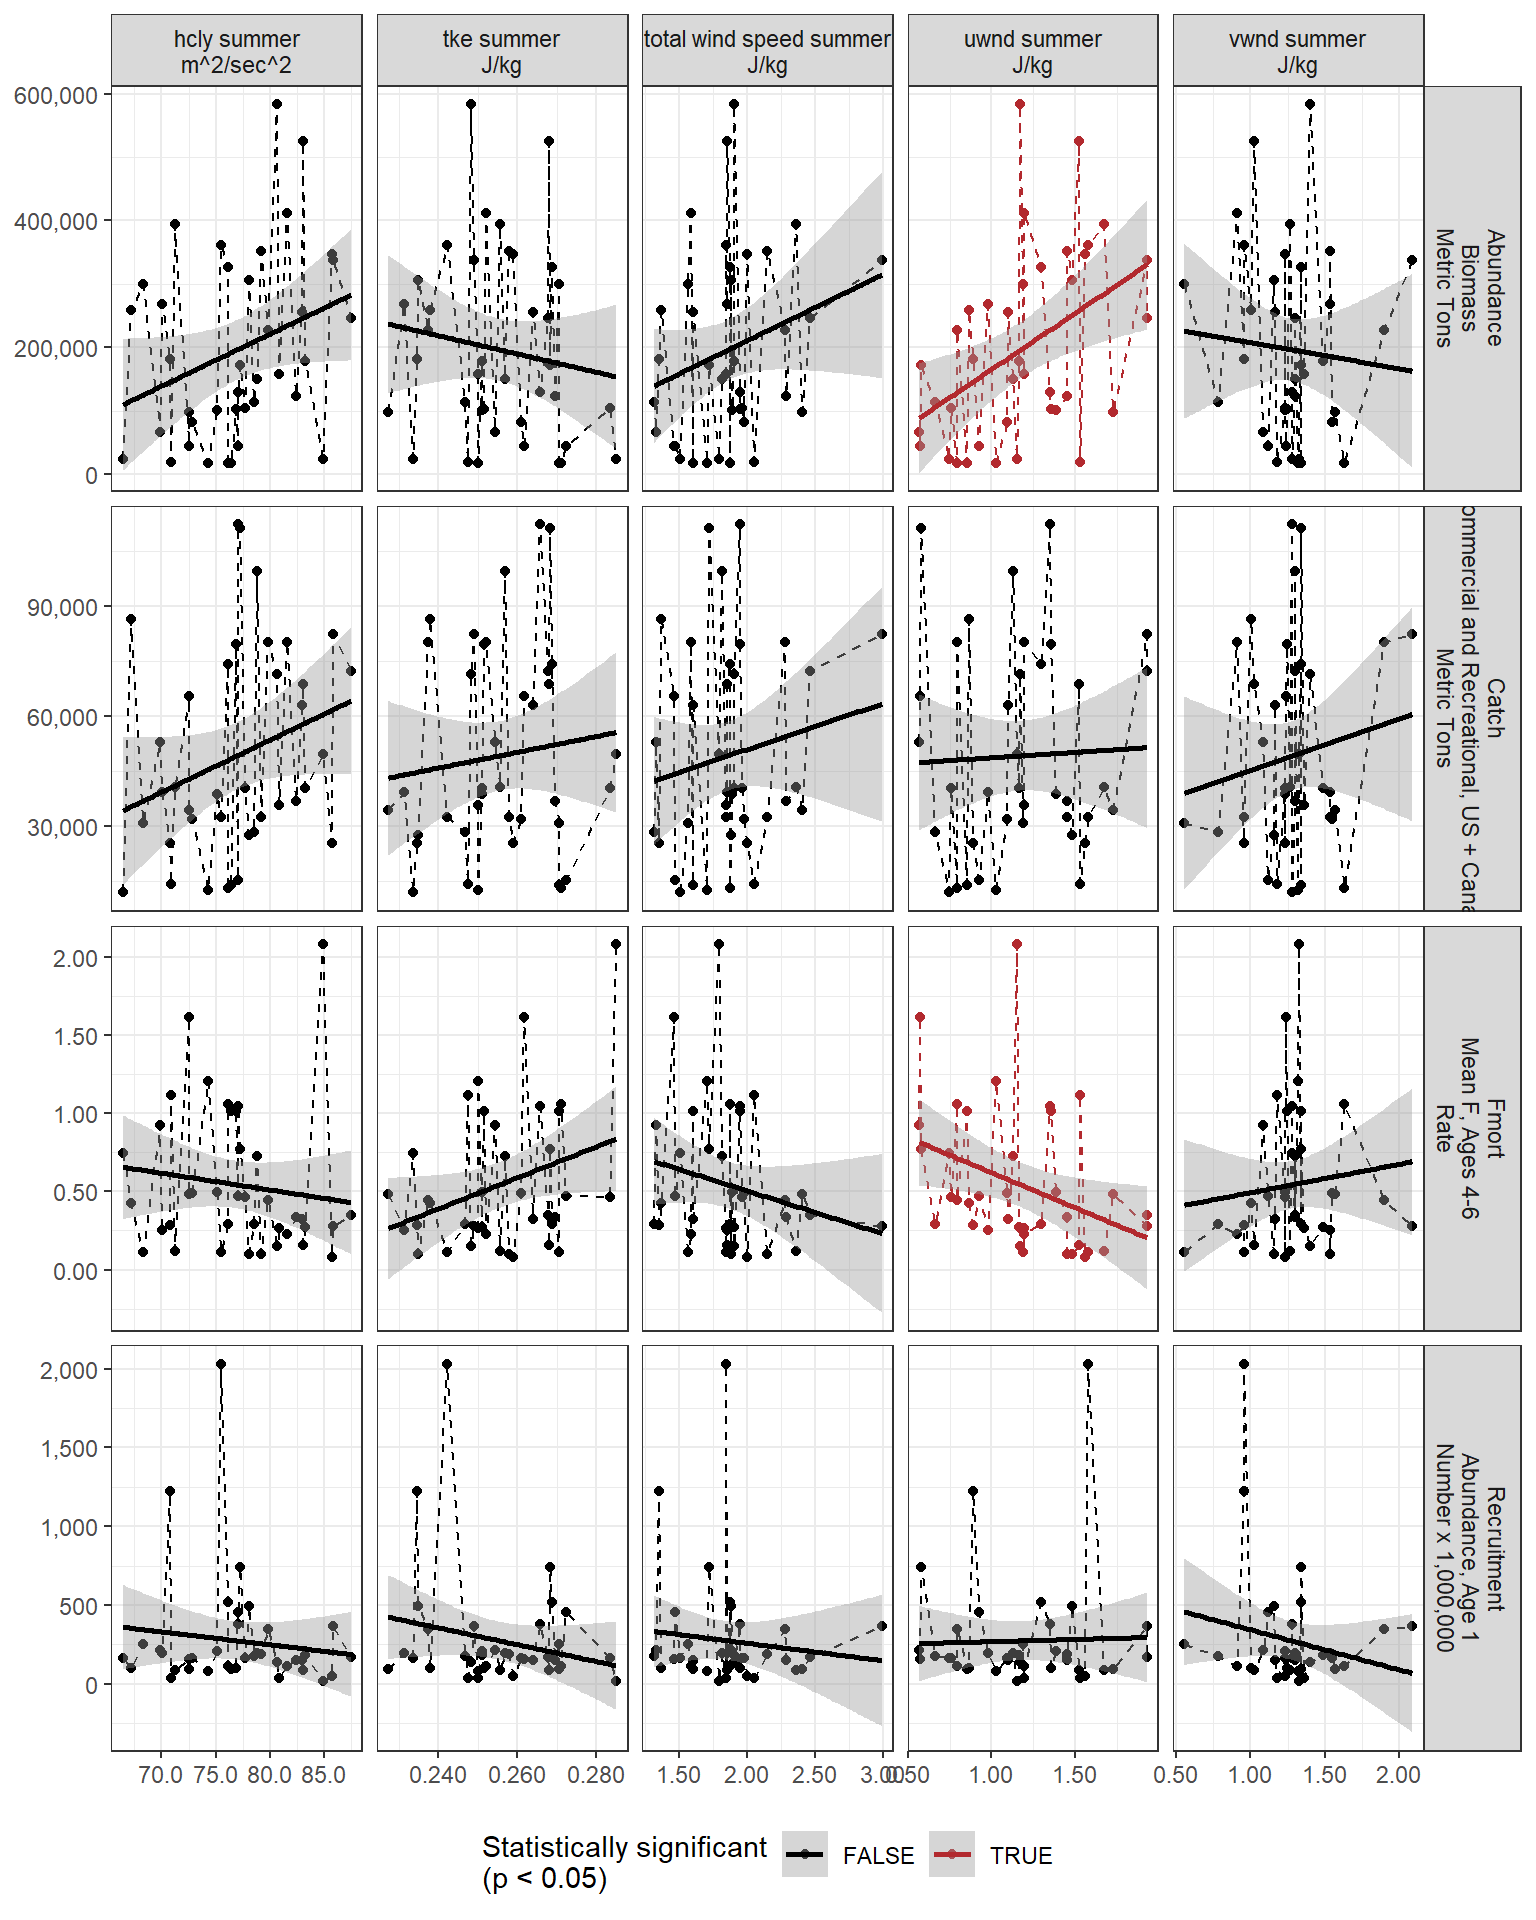 hcly summer
m^2/sec^2
tke summer
J/kg
total wind speed summer
J/kg
uwnd summer
J/kg
vwnd summer
J/kg
600,000
400,000
200,000
0
Abundance
Biomass
Metric Tons
90,000
60,000
30,000
Catch
ommercial and Recreational, US + Cana
Metric Tons
2.00
1.50
1.00
0.50
0.00
Fmort
Mean F, Ages 4-6
Rate
2,000
1,500
1,000
500
0
Recruitment
Abundance, Age 1
Number x 1,000,000
70.0 75.0 80.0 85.0
0.240 0.260 0.280
1.50 2.00 2.50 3.00
0.50 1.00 1.50
0.50 1.00 1.50 2.00
Statistically significant
(p < 0.05)
FALSE
TRUE